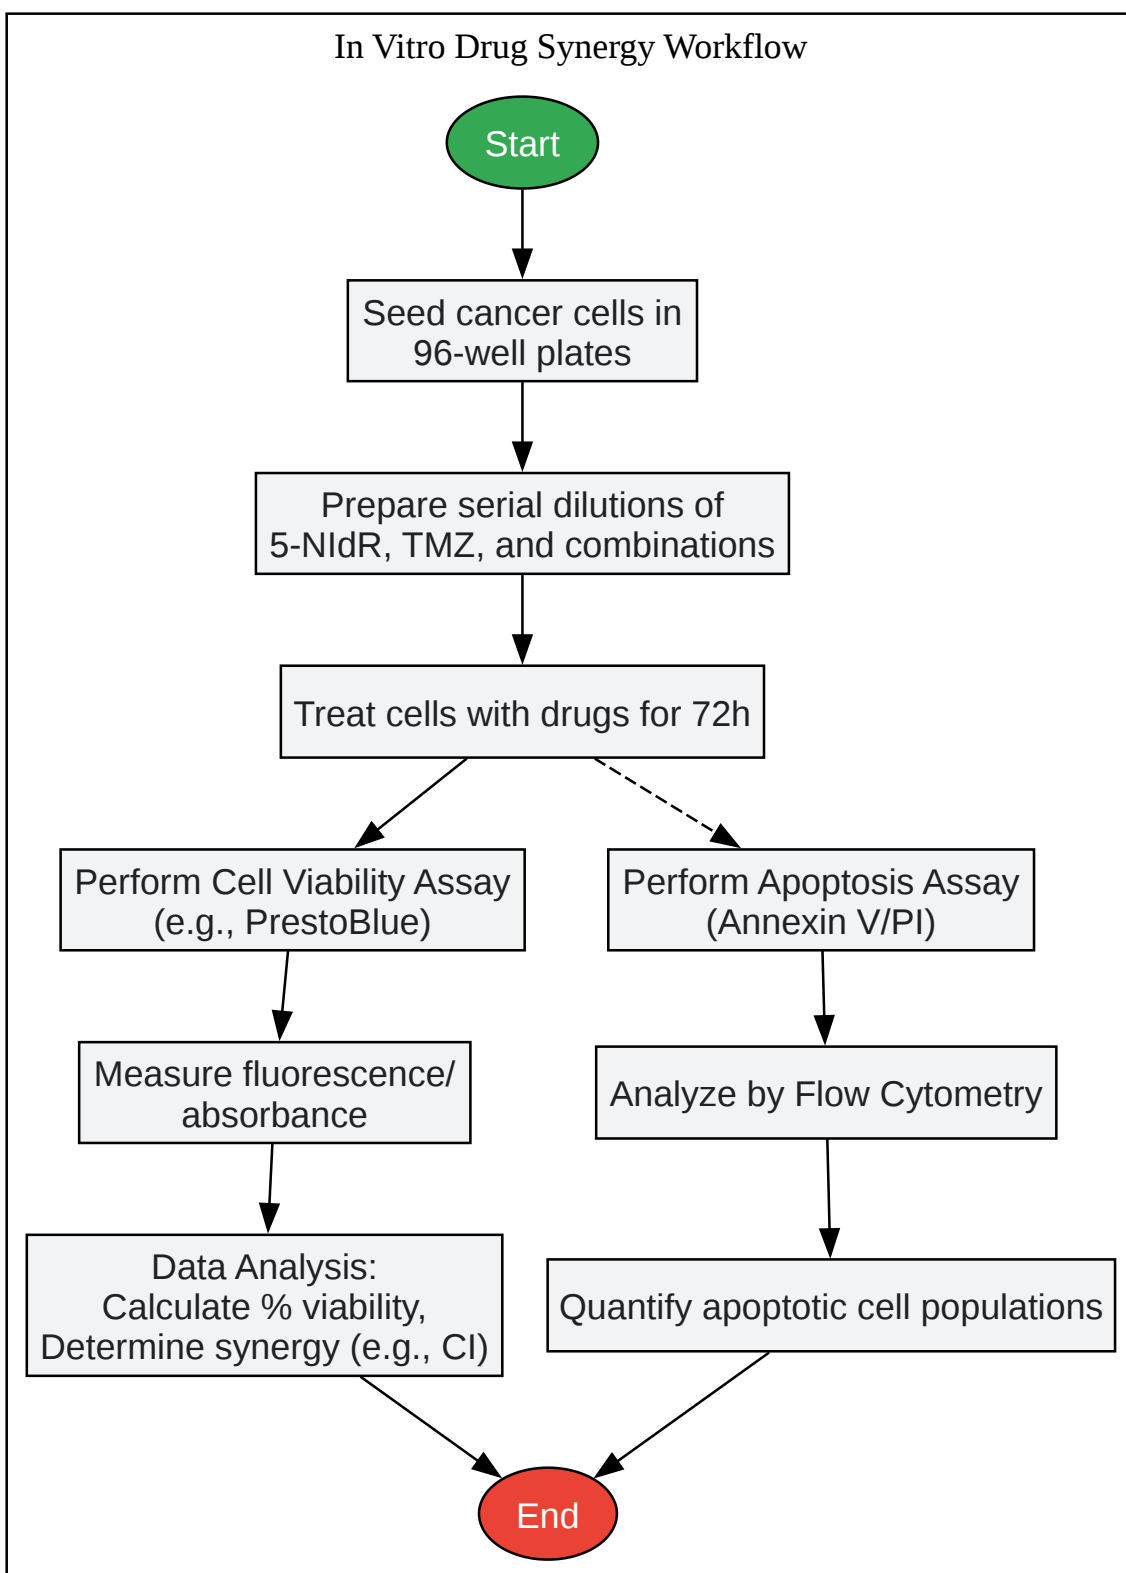 In Vitro Drug Synergy Workflow
Start
Seed cancer cells in
96-well plates
Prepare serial dilutions of
5-NIdR, TMZ, and combinations
Treat cells with drugs for 72h
Perform Cell Viability Assay
(e.g., PrestoBlue)
Measure fluorescence/
absorbance
Data Analysis:
Calculate % viability,
Determine synergy (e.g., CI)
Perform Apoptosis Assay
(Annexin V/PI)
Analyze by Flow Cytometry
Quantify apoptotic cell populations
End